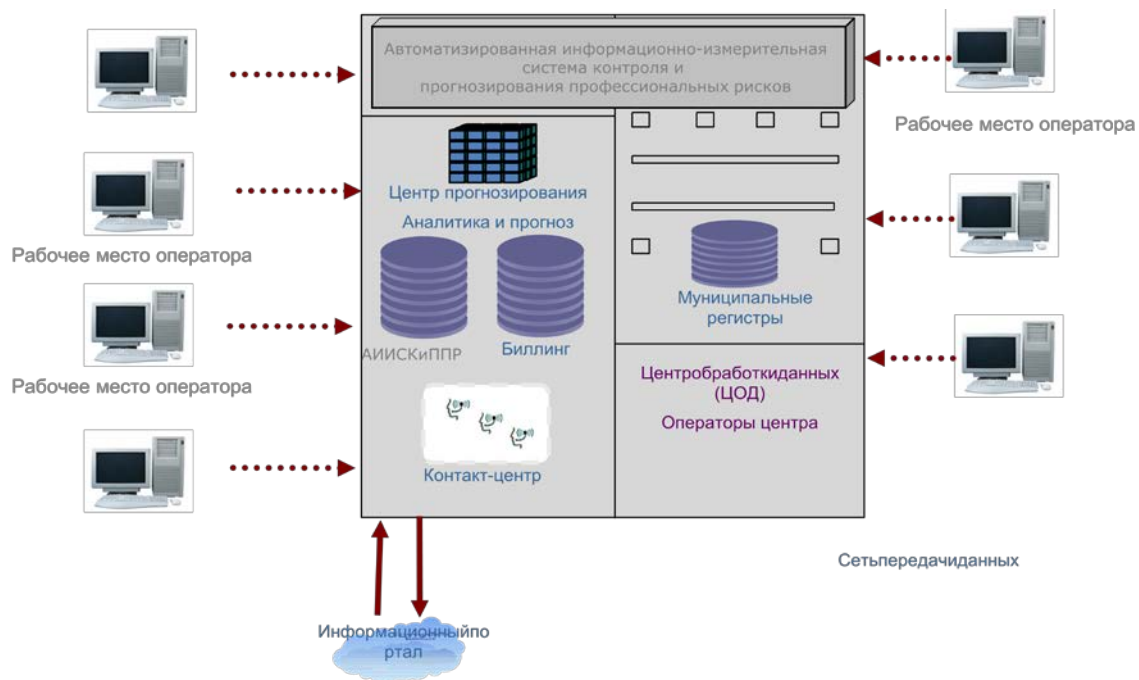 Автоматизированная информационно-измерительная
система контроля и
прогнозирования профессиональных рисков
Рабочее место оператора
Центр прогнозирования
Аналитика и прогноз
Рабочее место оператора
Муниципальные
регистры
АИИСКиППР
Биллинг
Рабочее место оператора
Центробработкиданных
(ЦОД)
Операторы центра
Контакт-центр
Сетьпередачиданных
Информационныйпо
ртал